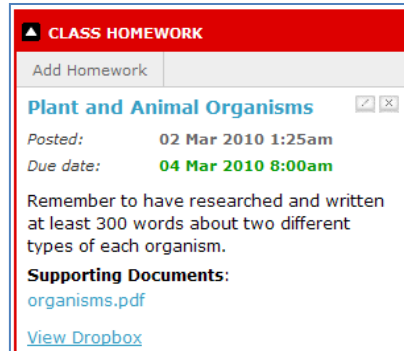 CLASS HOMEWORK
Add Homework
Plant and Animal Organisms
Posted: 02 Mar 2010 1:25am
Due date: 04 Mar 2010 8:00am
Remember to have researched and written
at least 300 words about two different
types of each organism.
Supporting Documents:
organisms.pdf
View Dropbox